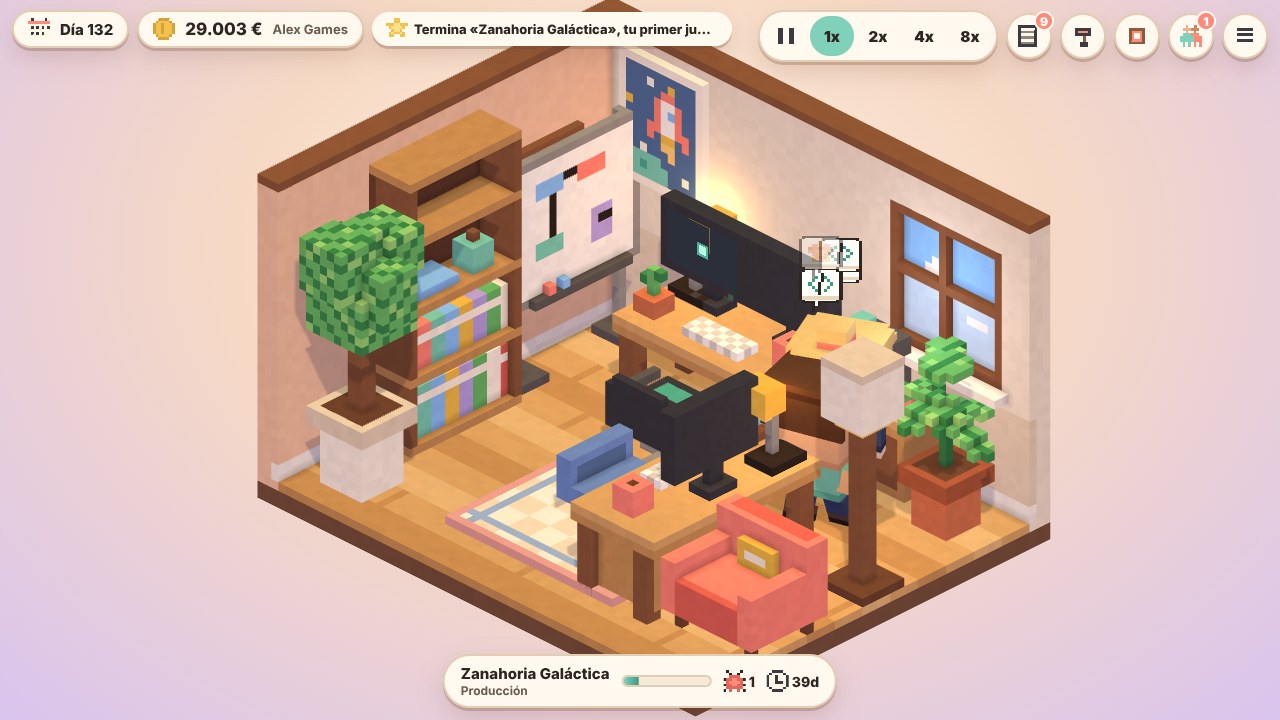 Día 132
29.003 € Alex Games
Termina «Zanahoria Galáctica», tu primer ju...
1x 2x 4x 8x
9
1
Zanahoria Galáctica
Producción
1
39d